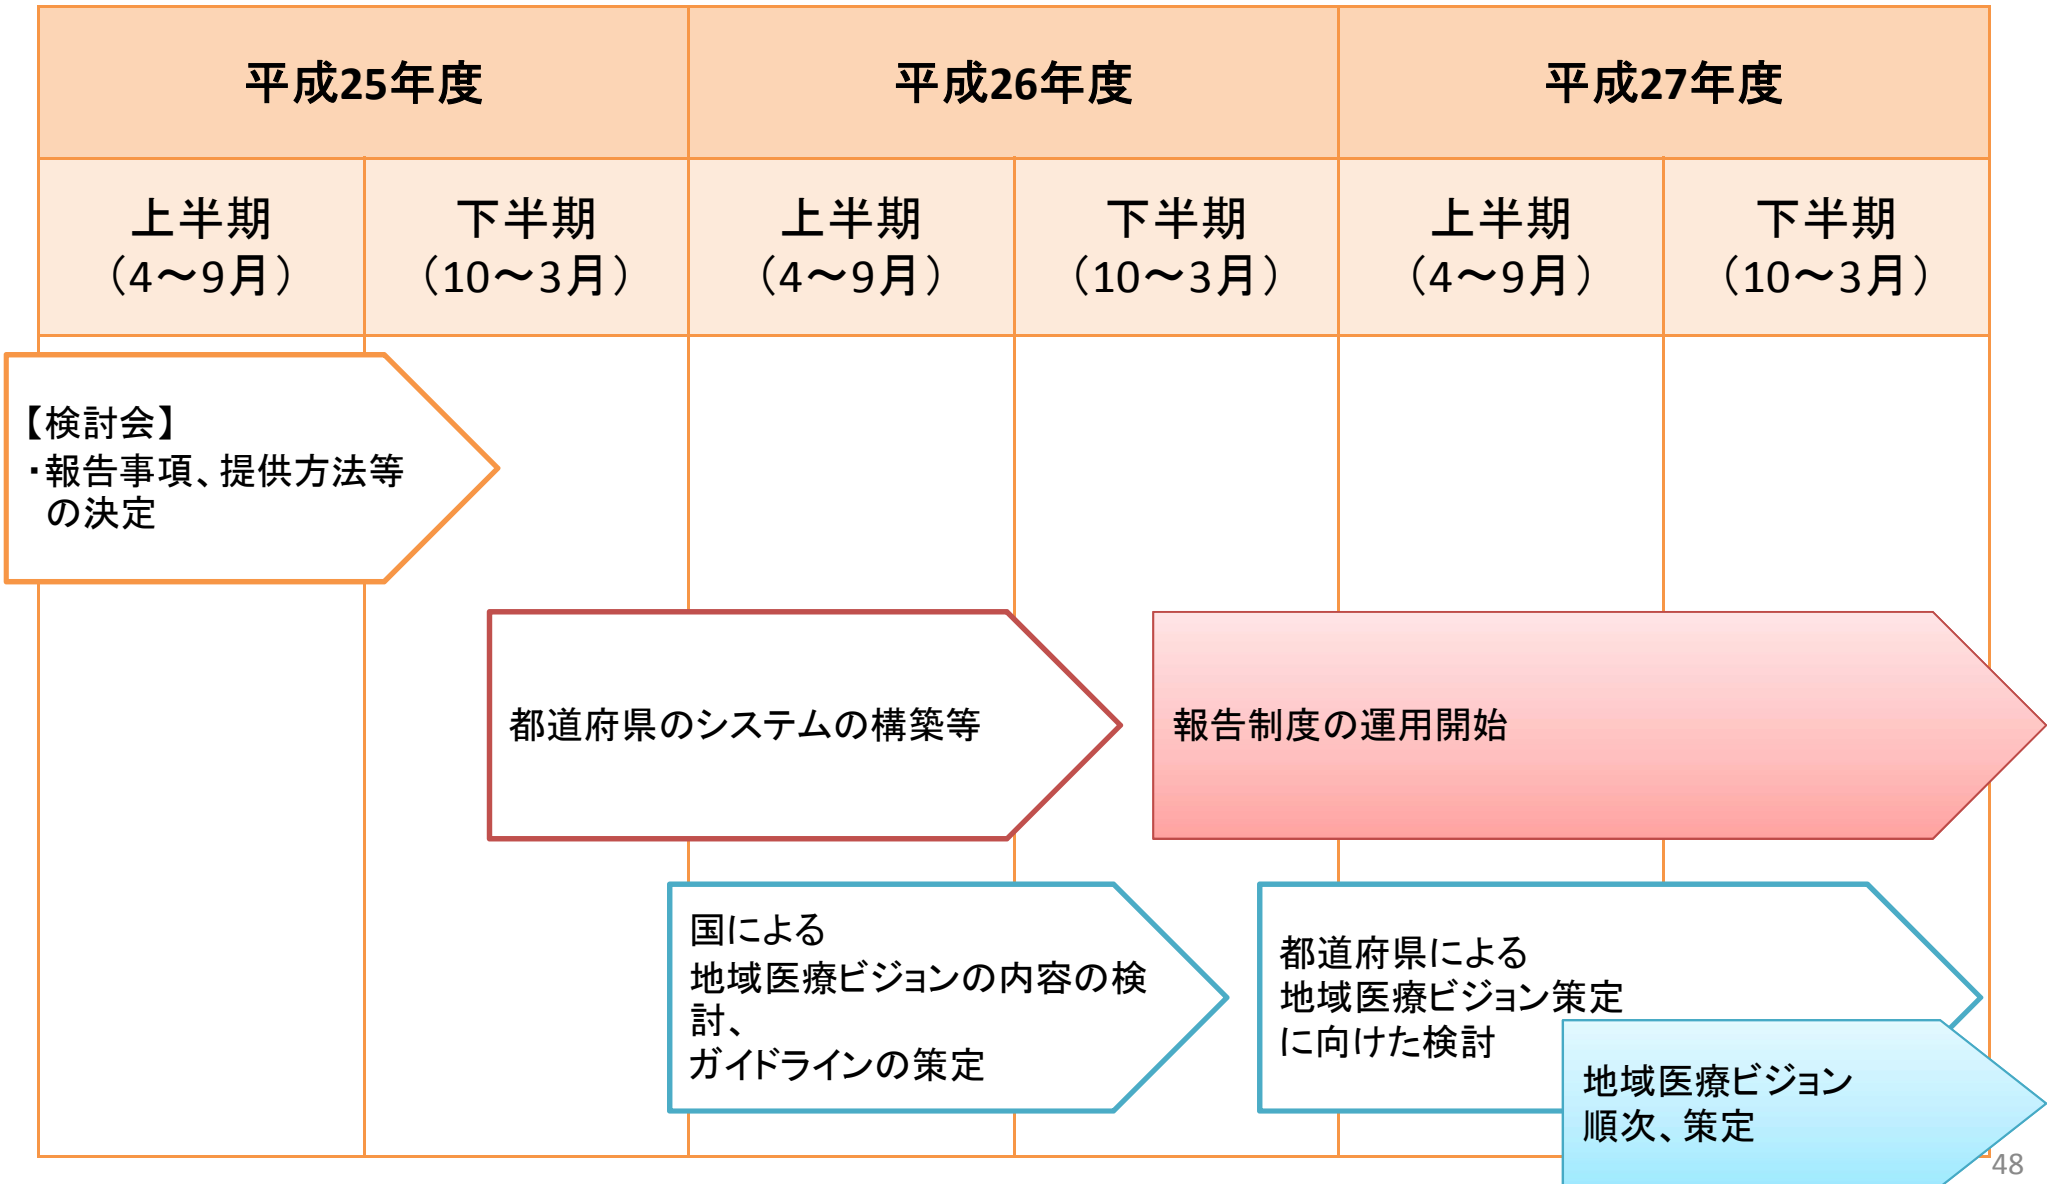 平成25年度
平成26年度
平成27年度
上半期
（4～9月）
下半期
（10～3月）
上半期
（4～9月）
下半期
（10～3月）
上半期
（4～9月）
下半期
（10～3月）
【検討会】
・報告事項、提供方法等
の決定
都道府県のシステムの構築等
報告制度の運用開始
国による
地域医療ビジョンの内容の検
討、
ガイドラインの策定
都道府県による
地域医療ビジョン策定
に向けた検討
地域医療ビジョン
順次、策定
48